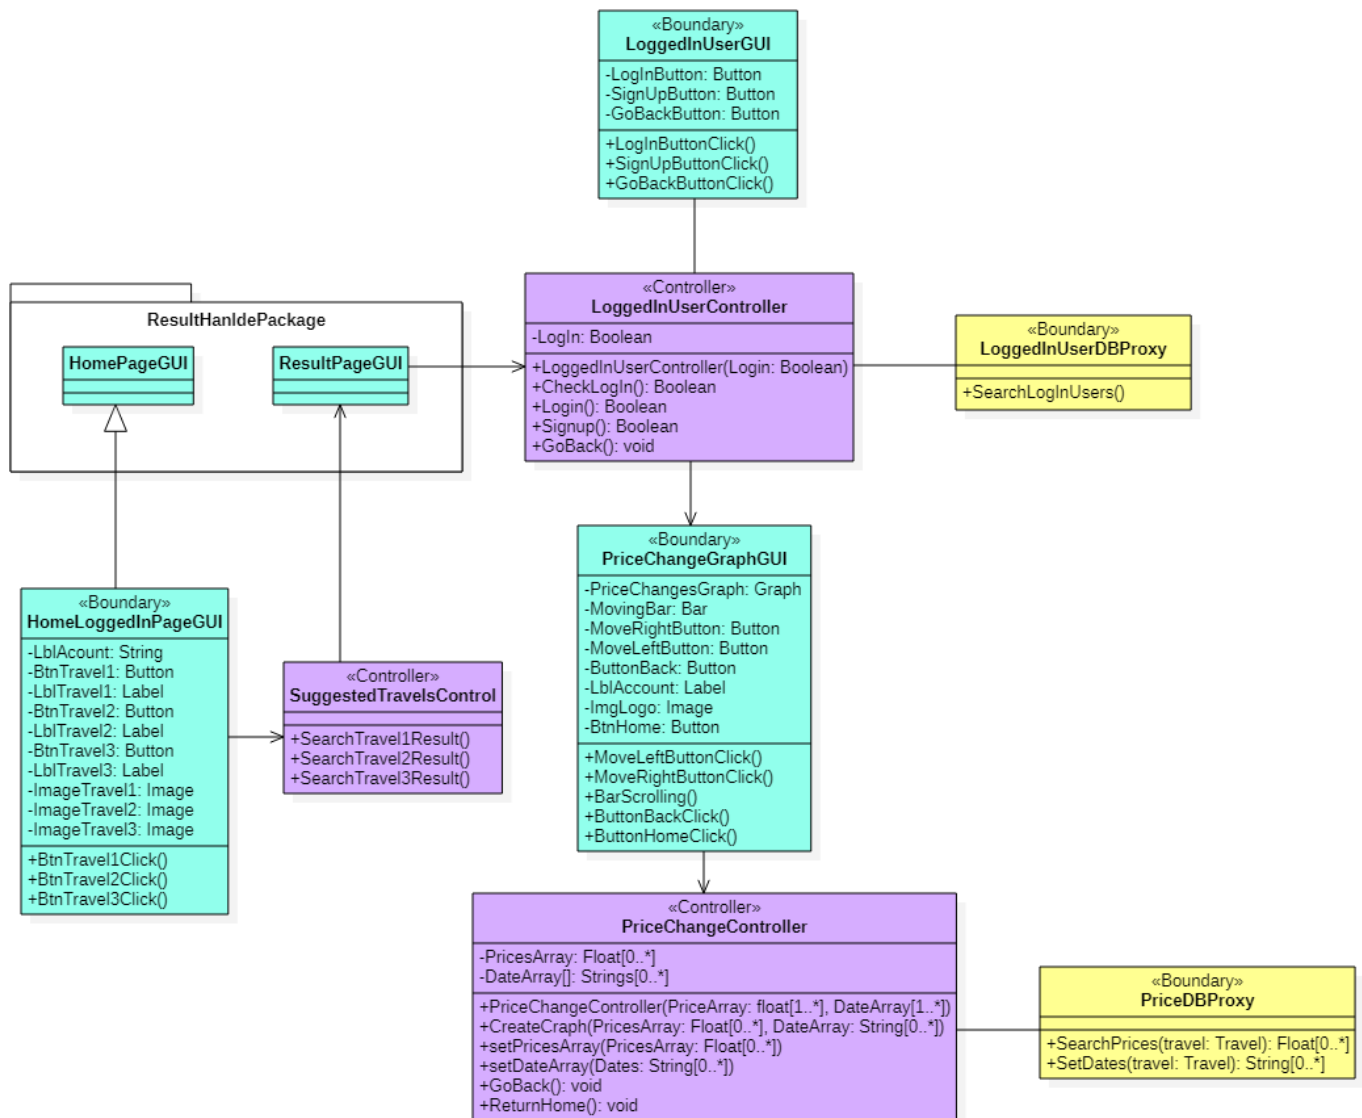 «Boundary»
LoggedInUserGUI
-LogInButton: Button
-SignUpButton: Button
-GoBackButton: Button
+LogInButtonClick()
+SignUpButtonClick()
+GoBackButtonClick()
ResultHanldePackage
HomePageGUI
ResultPageGUI
«Controller»
LoggedInUserController
-LogIn: Boolean
+LoggedInUserController(Login: Boolean)
+CheckLogIn(): Boolean
+Login(): Boolean
+Signup(): Boolean
+GoBack(): void
«Boundary»
LoggedInUserDBProxy
+SearchLogInUsers()
«Boundary»
HomeLoggedInPageGUI
-LblAcount: String
-BtnTravel1: Button
-LblTravel1: Label
-BtnTravel2: Button
-LblTravel2: Label
-BtnTravel3: Button
-LblTravel3: Label
-ImageTravel1: Image
-ImageTravel2: Image
-ImageTravel3: Image
+BtnTravel1Click()
+BtnTravel2Click()
+BtnTravel3Click()
«Controller»
SuggestedTravelsControl
+SearchTravel1Result()
+SearchTravel2Result()
+SearchTravel3Result()
«Boundary»
PriceChangeGraphGUI
-PriceChangesGraph: Graph
-MovingBar: Bar
-MoveRightButton: Button
-MoveLeftButton: Button
-ButtonBack: Button
-LblAccount: Label
-ImgLogo: Image
-BtnHome: Button
+MoveLeftButtonClick()
+MoveRightButtonClick()
+BarScrolling()
+ButtonBackClick()
+ButtonHomeClick()
«Controller»
PriceChangeController
-PricesArray: Float[0..*]
-DateArray[]: Strings[0..*]
+PriceChangeController(PriceArray: float[1..*], DateArray[1..*])
+CreateCraph(PricesArray: Float[0..*], DateArray: String[0..*])
+setPricesArray(PricesArray: Float[0..*])
+setDateArray(Dates: String[0..*])
+GoBack(): void
+ReturnHome(): void
«Boundary»
PriceDBProxy
+SearchPrices(travel: Travel): Float[0..*]
+SetDates(travel: Travel): String[0..*]